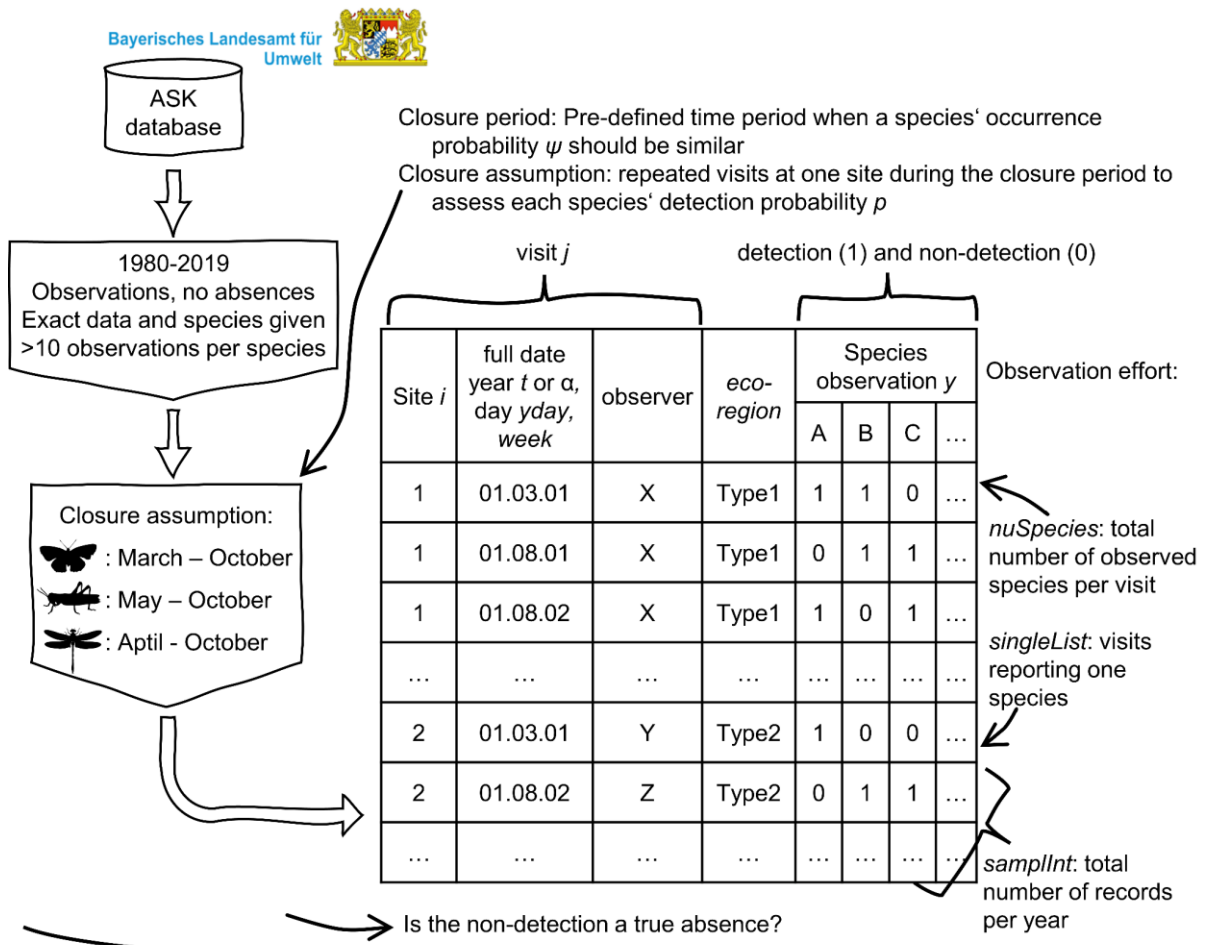 Bayerisches Landesamt für
Umwelt
ASK
database
Closure period: Pre-defined time period when a species‘ occurrence
probability ψ should be similar
Closure assumption: repeated visits at one site during the closure period to
assess each species‘ detection probability p
1980-2019
Observations, no absences
Exact data and species given
>10 observations per species
Closure assumption:
: March – October
: May – October
: Aptil - October
visit j
detection (1) and non-detection (0)
Site i
full date
year t or α,
day yday,
week
observer
eco-
region
Species
observation y
A B C …
1 01.03.01 X Type1 1 1 0 …
1 01.08.01 X Type1 0 1 1 …
1 01.08.02 X Type1 1 0 1 …
… … … … … … … …
2 01.03.01 Y Type2 1 0 0 …
2 01.08.02 Z Type2 0 1 1 …
… … … … … … … …
Observation effort:
nuSpecies: total
number of observed
species per visit
singleList: visits
reporting one
species
samplInt: total
number of records
per year
Is the non-detection a true absence?